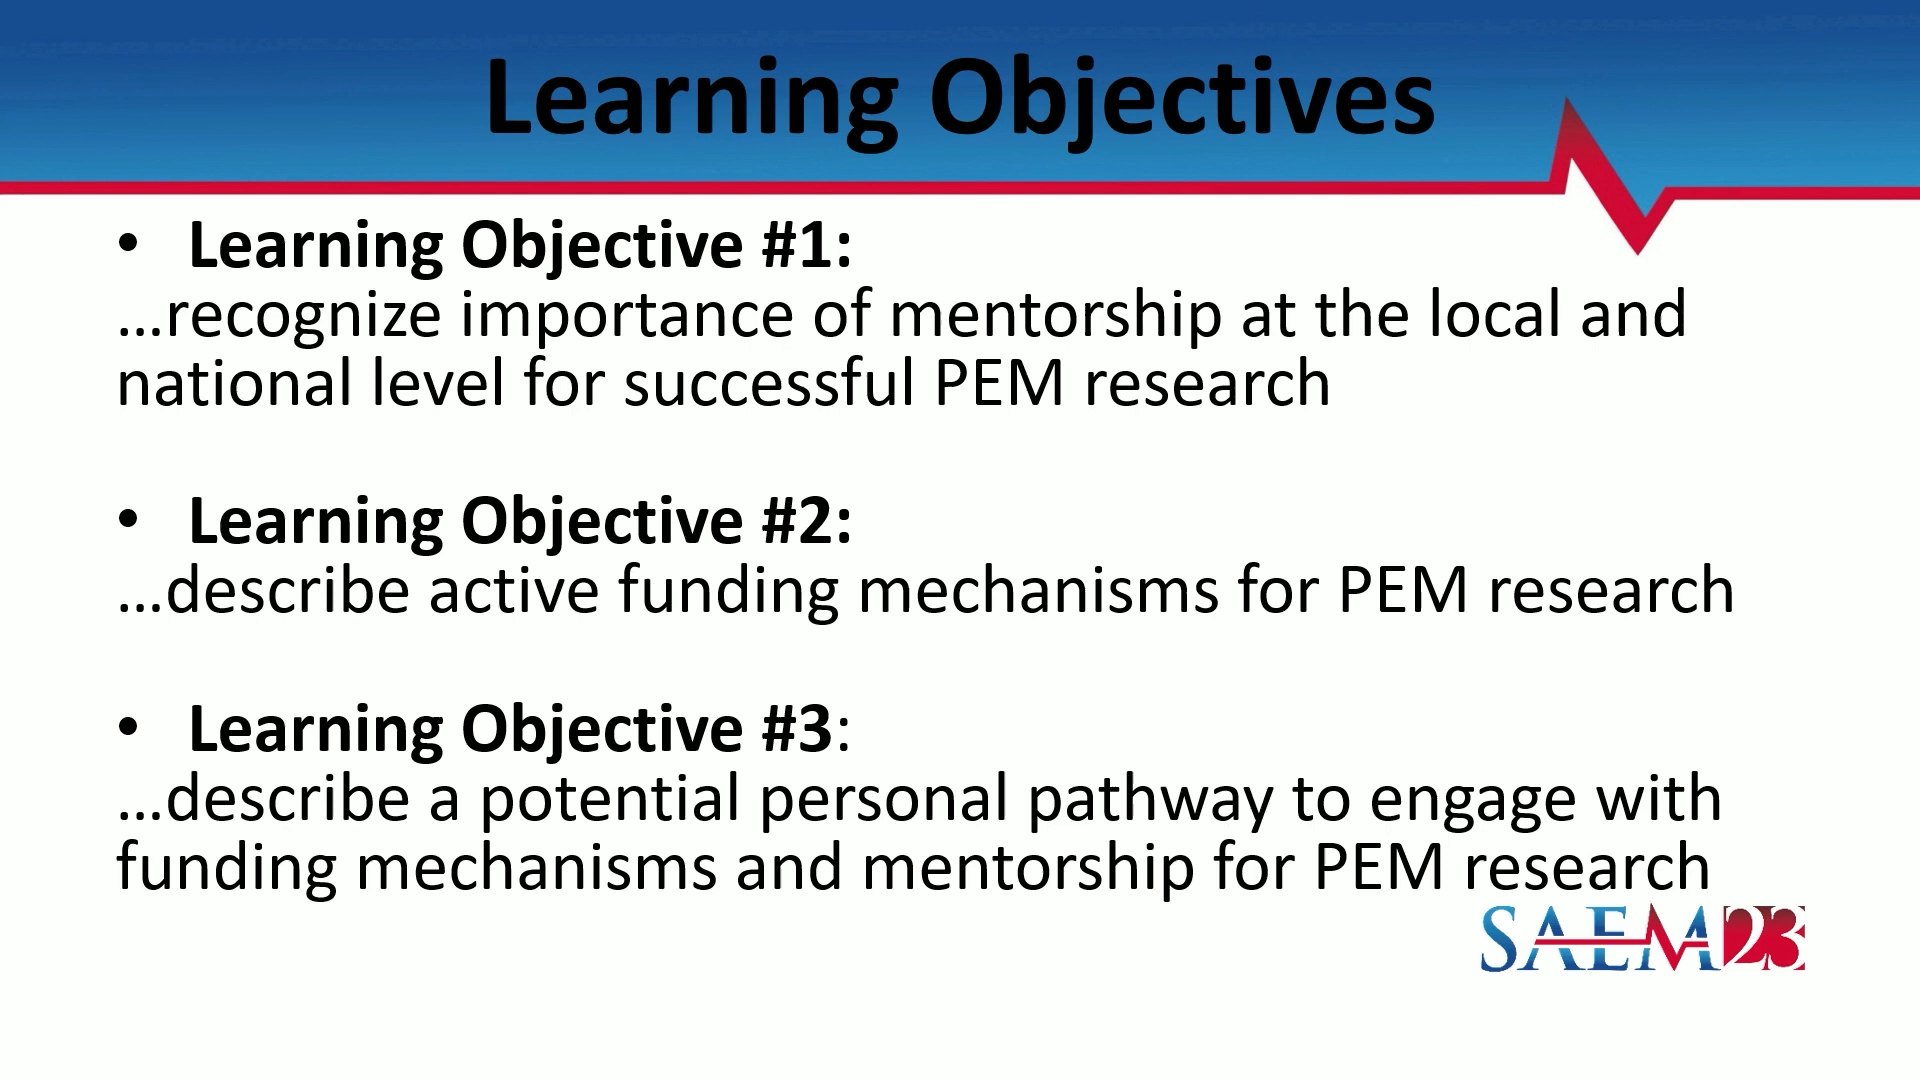 Learning Objectives
• Learning Objective #1:
...recognize importance of mentorship at the local and
national level for successful PEM research
• Learning Objective #2:
...describe active funding mechanisms for PEM research
• Learning Objective #3:
...describe a potential personal pathway to engage with
funding mechanisms and mentorship for PEM research
SAEM23